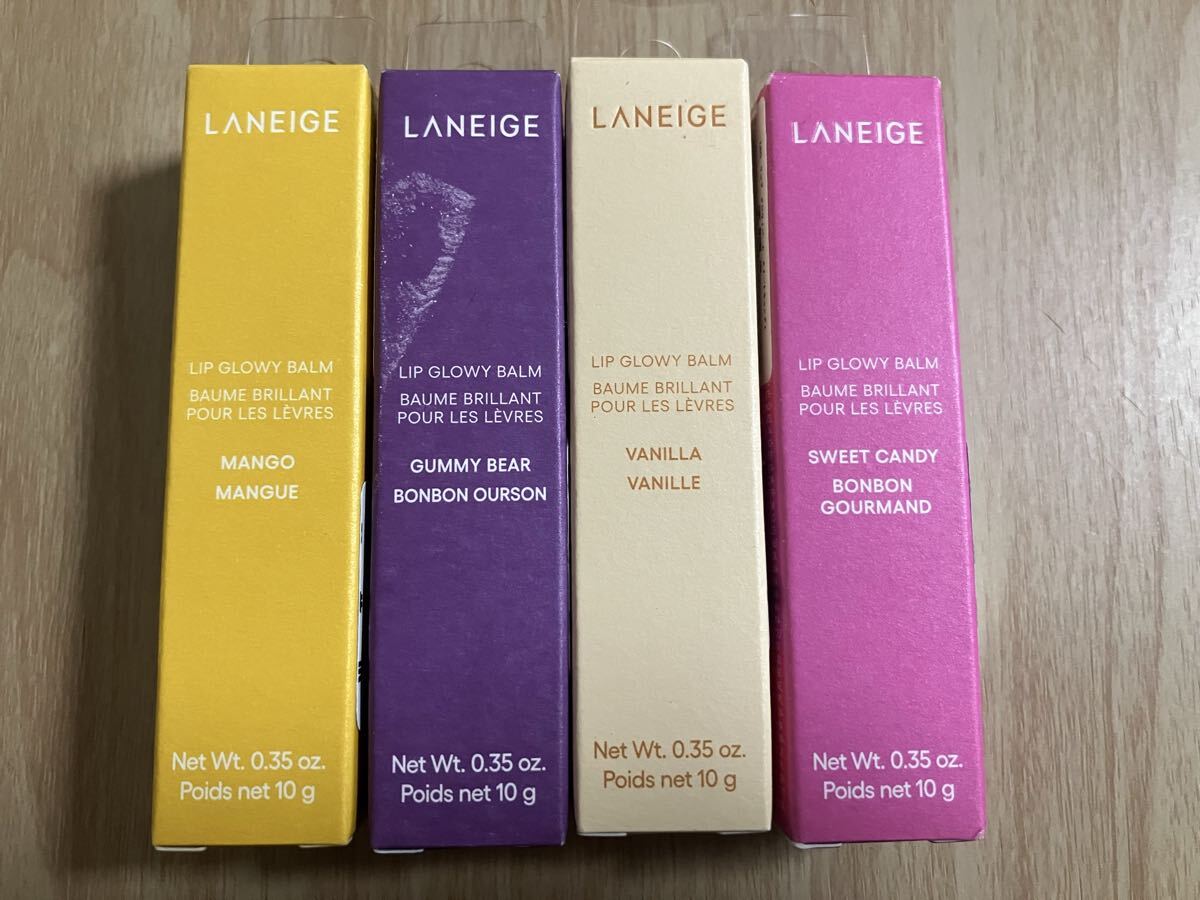 LANEIGE
LIP GLOWY BALM
BAUME BRILLANT
POUR LES LÈVRES
MANGO
MANGUE
Net Wt. 0.35 oz.
Poids net 10 g
LANEIGE
LIP GLOWY BALM
BAUME BRILLANT
POUR LES LÈVRES
GUMMY BEAR
BONBON OURSON
Net Wt. 0.35 oz.
Poids net 10 g
LANEIGE
LIP GLOWY BALM
BAUME BRILLANT
POUR LES LÈVRES
VANILLA
VANILLE
Net Wt. 0.35 oz.
Poids net 10 g
LANEIGE
LIP GLOWY BALM
BAUME BRILLANT
POUR LES LÈVRES
SWEET CANDY
BONBON
GOURMAND
Net Wt. 0.35 oz.
Poids net 10 g